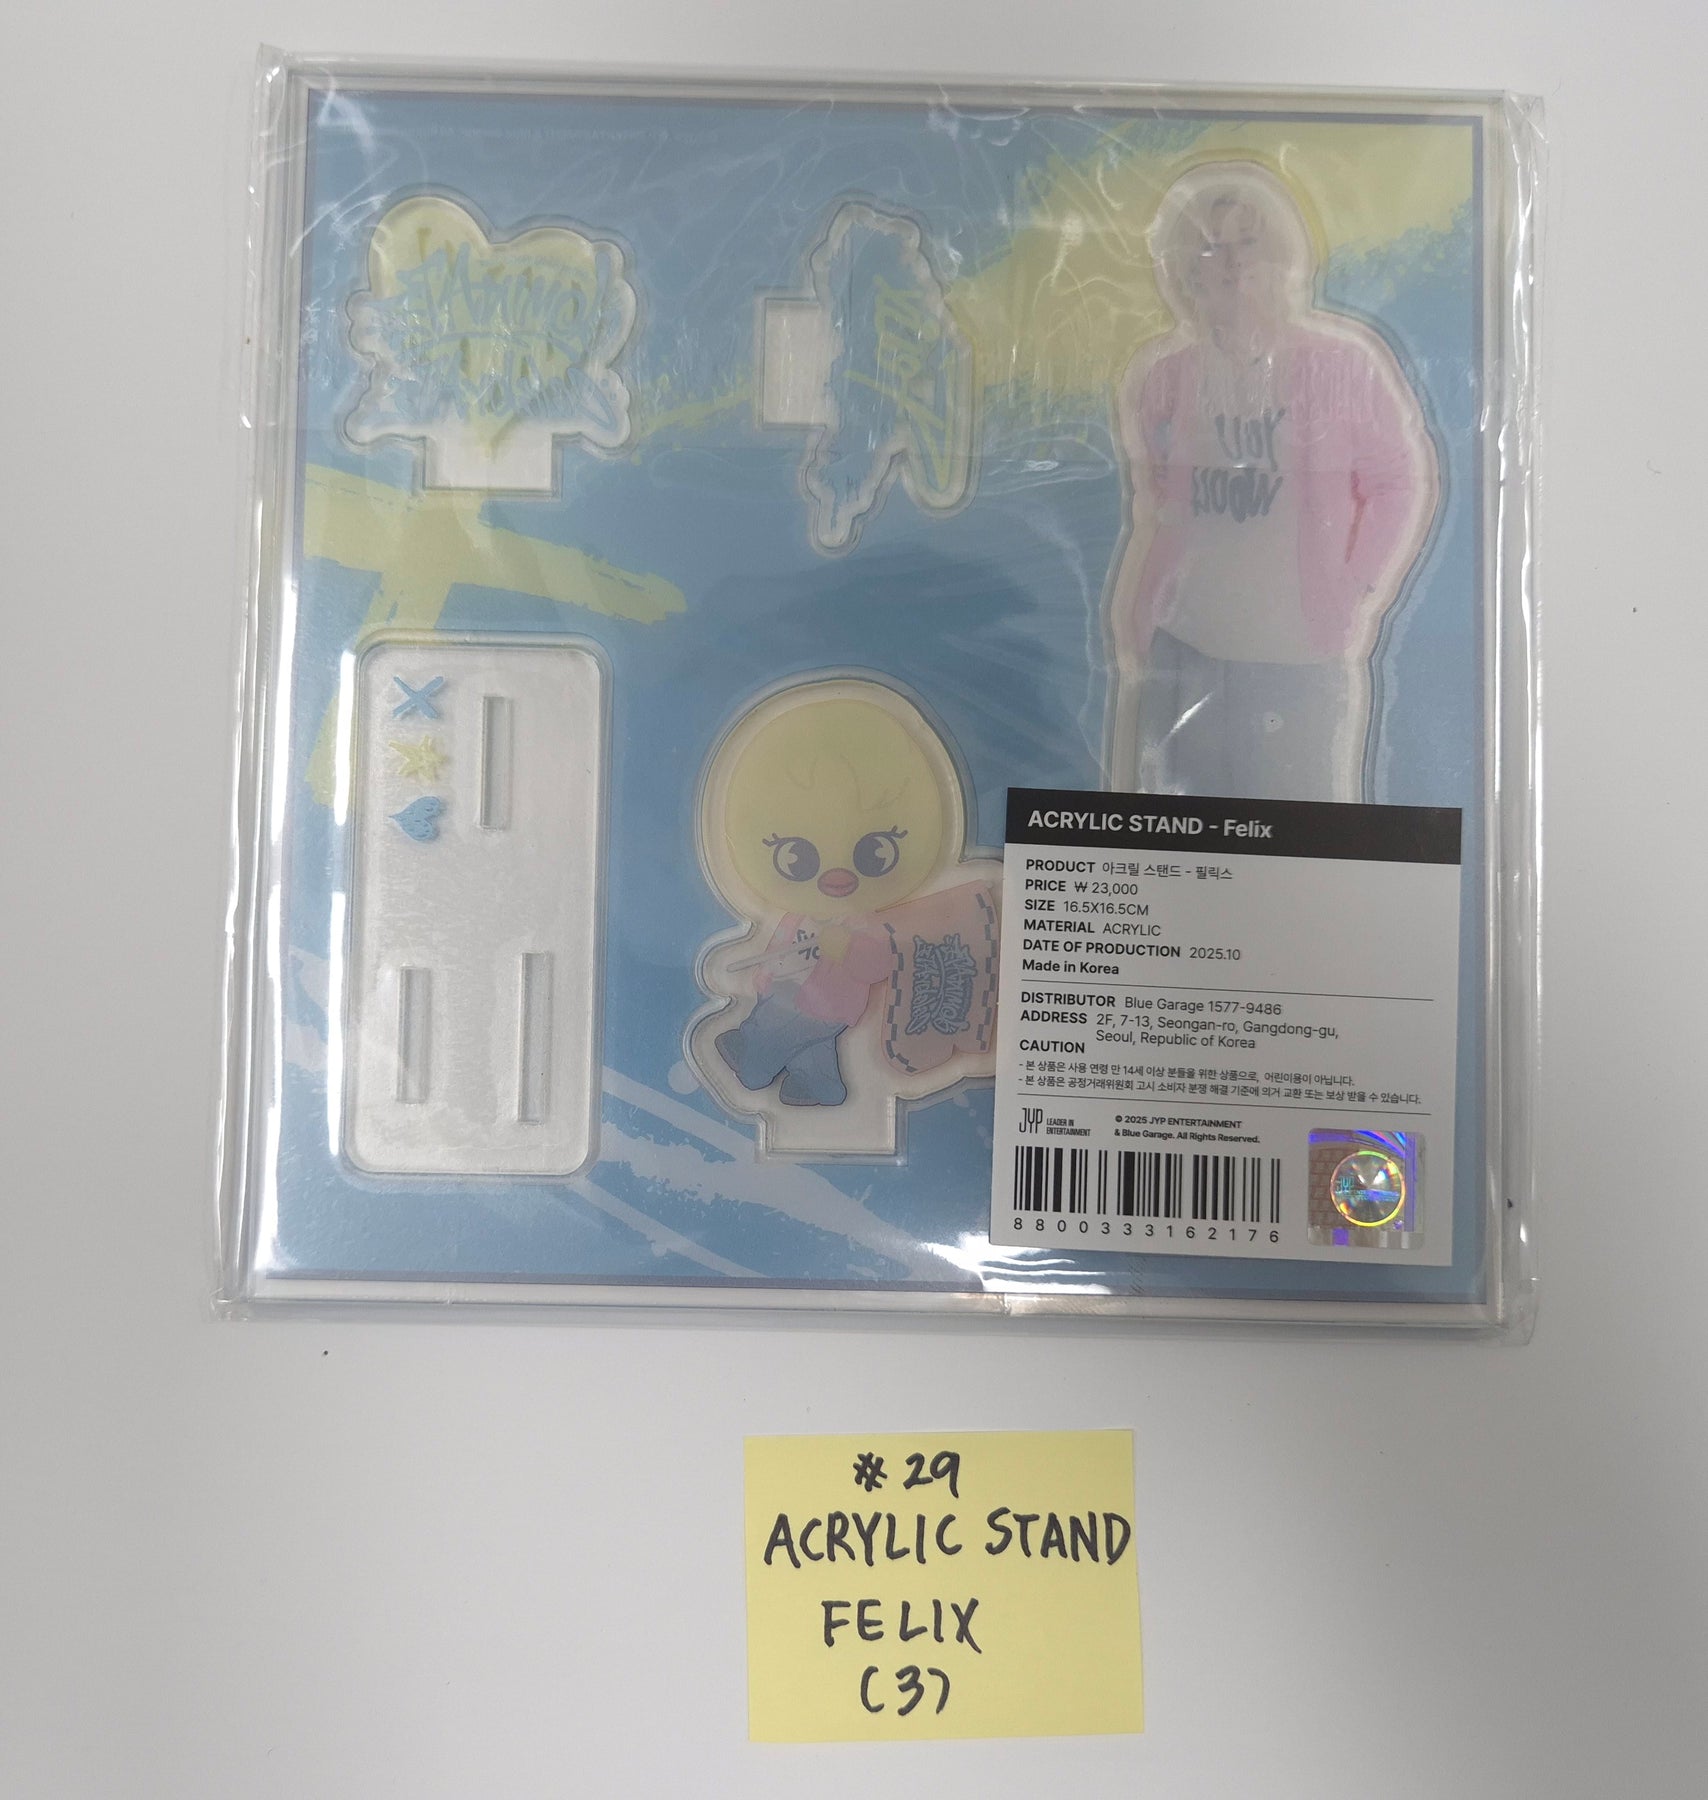 ACRYLIC STAND - Felix
PRODUCT 아크릴 스탠드 - 필릭스
PRICE ₩ 23,000
SIZE 16.5X16.5CM
MATERIAL ACRYLIC
DATE OF PRODUCTION 2025.10
Made in Korea
DISTRIBUTOR Blue Garage 1577-9486
ADDRESS 2F, 7-13, Seongan-ro, Gangdong-gu,
Seoul, Republic of Korea
CAUTION
- 본 상품은 사용 연령 만 14세 이상 분들을 위한 상품으로, 어린이용이 아닙니다.
- 본 상품은 공정거래위원회 고시 소비자 분쟁 해결 기준에 의거 교환 또는 보상 받을 수 있습니다.
JYP LEADER IN
ENTERTAINMENT
© 2025 JYP ENTERTAINMENT
& Blue Garage. All Rights Reserved.
8800333162176
JYP
# 29
ACRYLIC STAND
FELIX
(3)